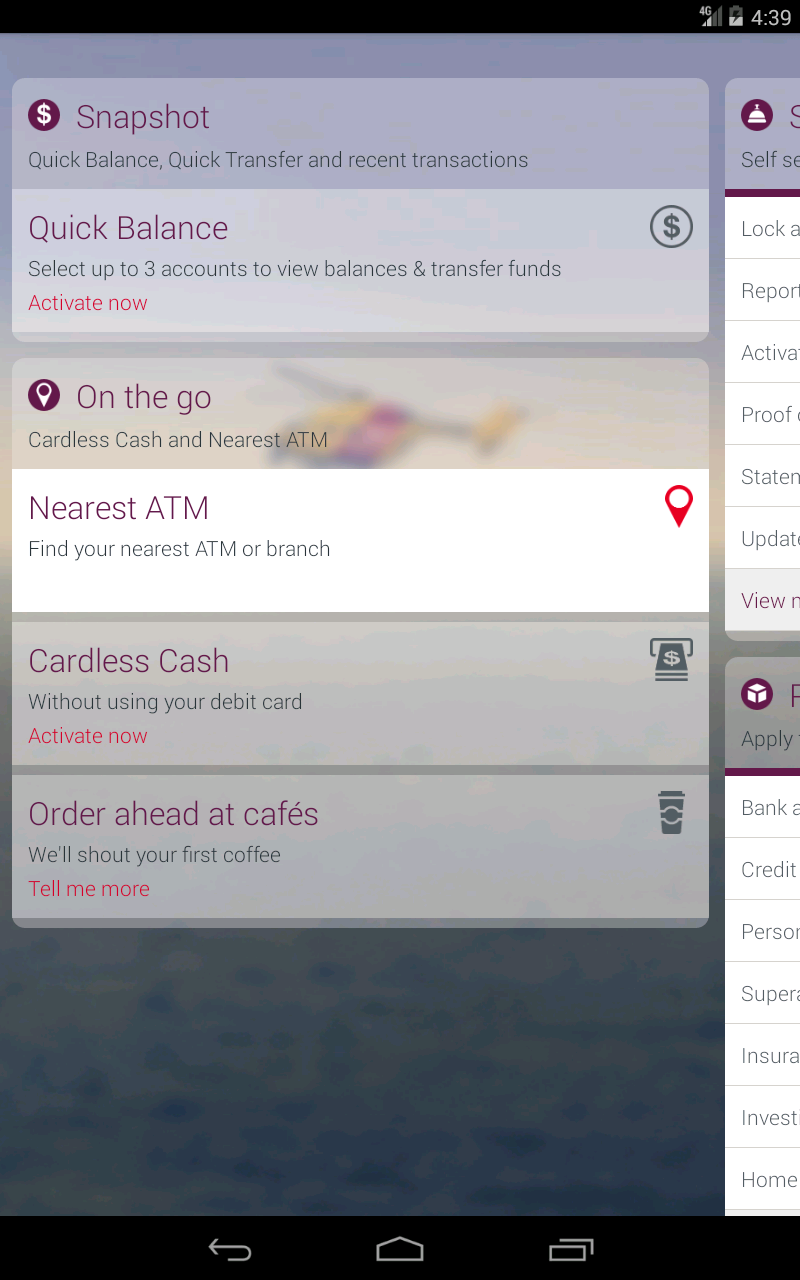 4G 4:39
Snapshot
Quick Balance, Quick Transfer and recent transactions
Quick Balance
Select up to 3 accounts to view balances & transfer funds
Activate now
On the go
Cardless Cash and Nearest ATM
Nearest ATM
Find your nearest ATM or branch
Cardless Cash
Without using your debit card
Activate now
Order ahead at cafés
We'll shout your first coffee
Tell me more
Self se
Lock a
Report
Activat
Proof
Statem
Update
View
Apply
Bank a
Credit
Person
Supera
Insura
Investi
Home